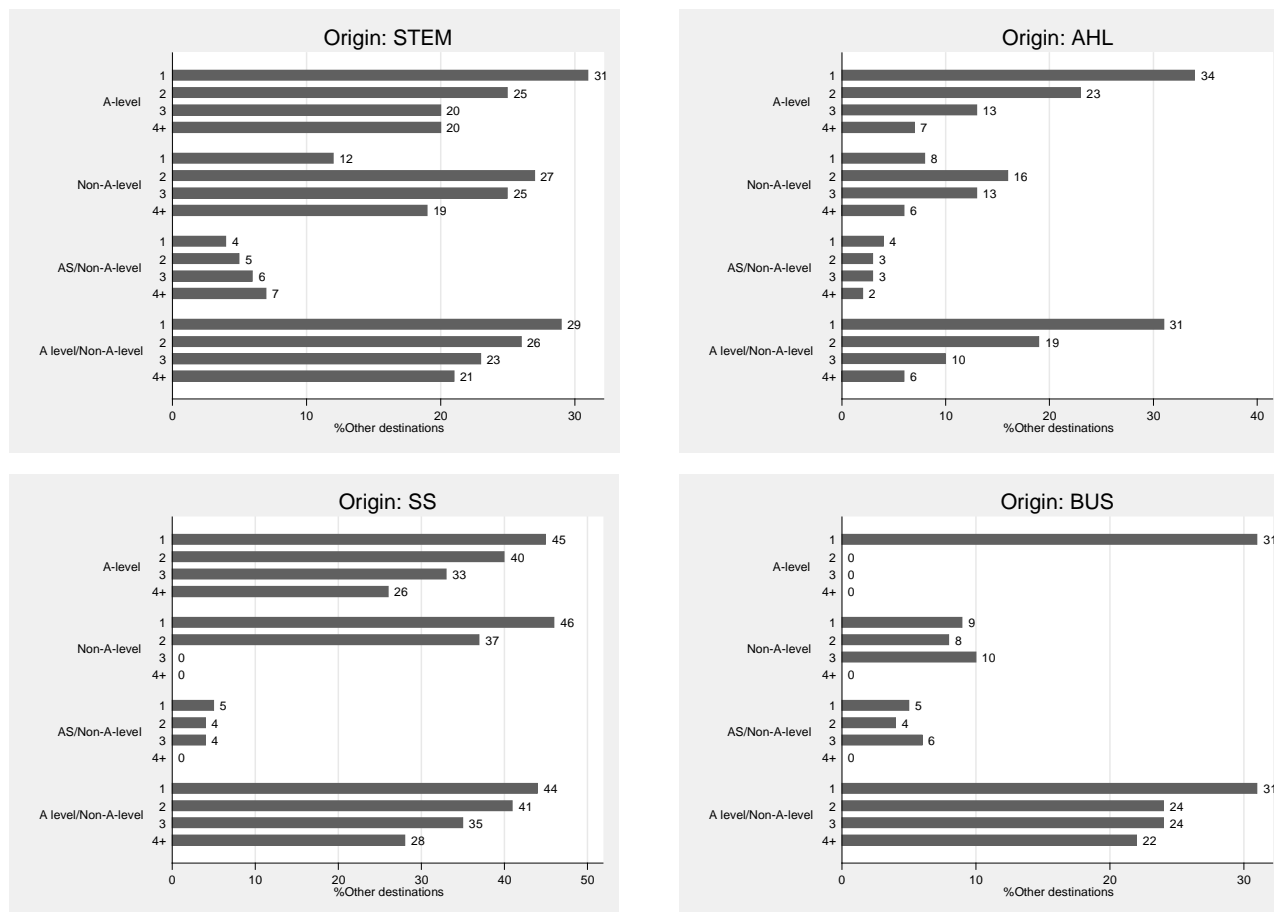 Origin: STEM
A-level
1 31
2 25
3 20
4+ 20
Non-A-level
1 12
2 27
3 25
4+ 19
AS/Non-A-level
1 4
2 5
3 6
4+ 7
A level/Non-A-level
1 29
2 26
3 23
4+ 21
0 10 20 30
%Other destinations
Origin: AHL
A-level
1 34
2 23
3 13
4+ 7
Non-A-level
1 8
2 16
3 13
4+ 6
AS/Non-A-level
1 4
2 3
3 3
4+ 2
A level/Non-A-level
1 31
2 19
3 10
4+ 6
0 10 20 30 40
%Other destinations
Origin: SS
A-level
1 45
2 40
3 33
4+ 26
Non-A-level
1 46
2 37
3 0
4+ 0
AS/Non-A-level
1 5
2 4
3 4
4+ 0
A level/Non-A-level
1 44
2 41
3 35
4+ 28
0 10 20 30 40 50
%Other destinations
Origin: BUS
A-level
1 31
2 0
3 0
4+ 0
Non-A-level
1 9
2 8
3 10
4+ 0
AS/Non-A-level
1 5
2 4
3 6
4+ 0
A level/Non-A-level
1 31
2 24
3 24
4+ 22
0 10 20 30
%Other destinations